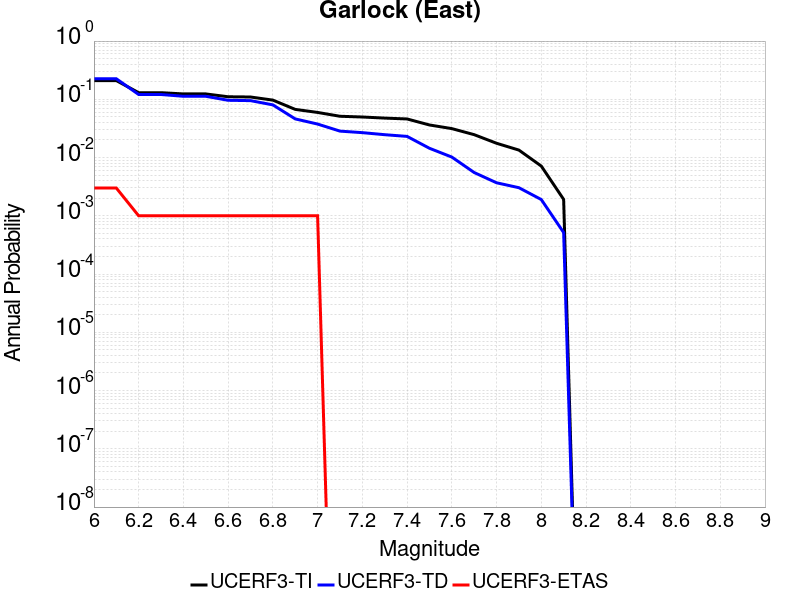 Garlock (East)
10^0
10^-1
10^-2
10^-3
10^-4
10^-5
10^-6
10^-7
10^-8
Annual Probability
6 6.2 6.4 6.6 6.8 7 7.2 7.4 7.6 7.8 8 8.2 8.4 8.6 8.8 9
Magnitude
UCERF3-TI UCERF3-TD UCERF3-ETAS